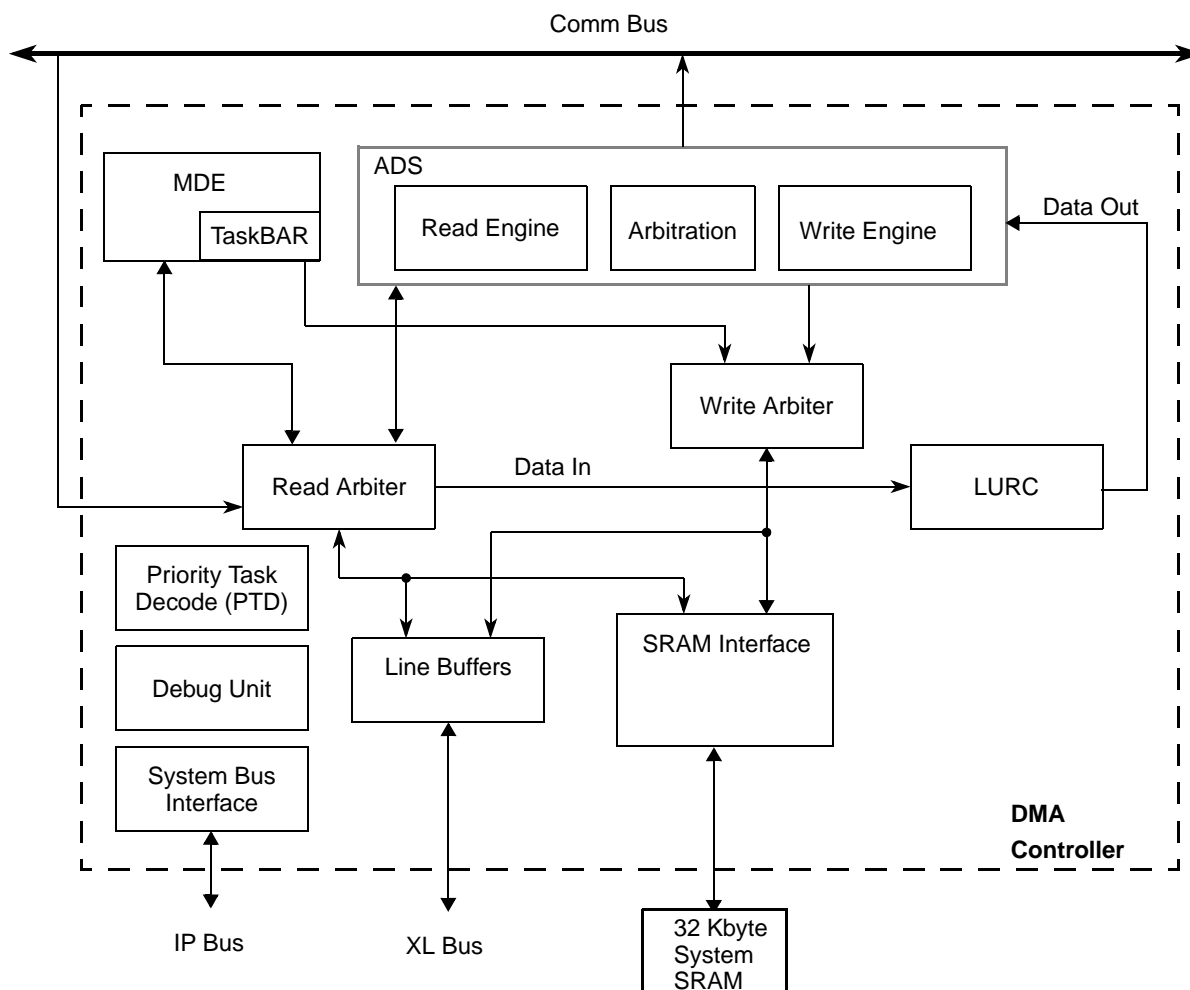 Comm Bus
ADS
MDE
TaskBAR
Read Engine
Arbitration
Write Engine
Data Out
Write Arbiter
Data In
Read Arbiter
LURC
Priority Task
Decode (PTD)
Line Buffers
SRAM Interface
Debug Unit
System Bus
Interface
DMA
Controller
IP Bus
XL Bus
32 Kbyte
System
SRAM